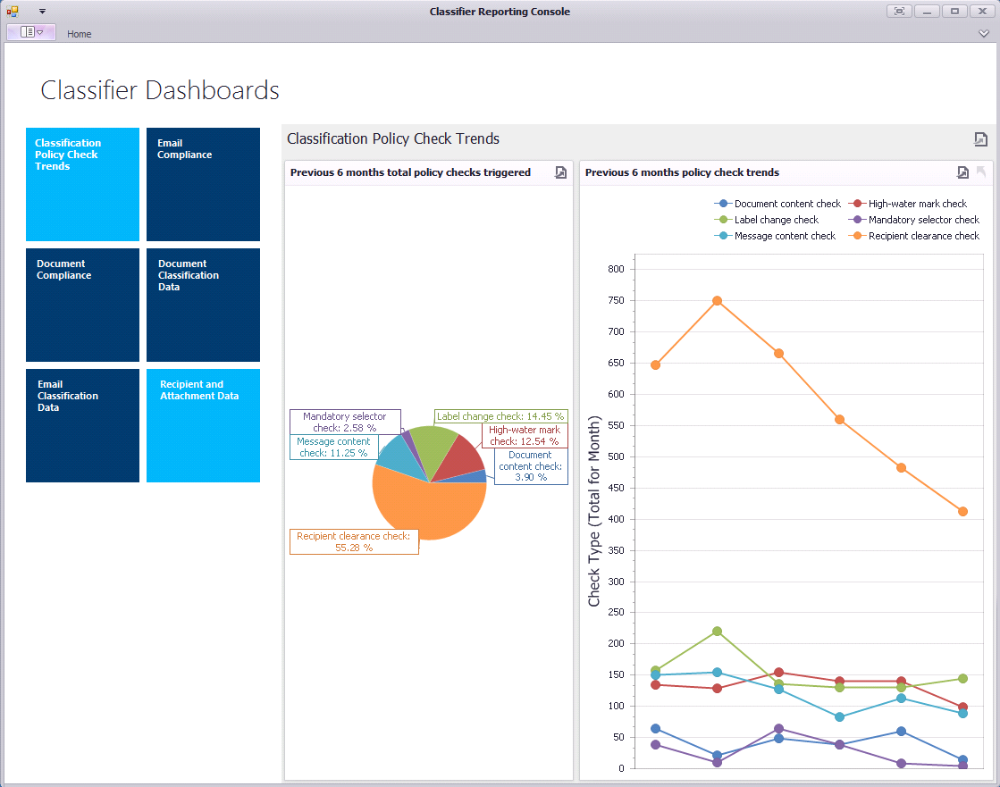 Classifier Reporting Console
Home
Classifier Dashboards
Classification
Policy Check
Trends
Email
Compliance
Document
Compliance
Document
Classification
Data
Email
Classification
Data
Recipient and
Attachment Data
Classification Policy Check Trends
Previous 6 months total policy checks triggered
Mandatory selector
check: 2.58 %
Label change check: 14.45 %
High-water mark
check: 12.54 %
Message content
check: 11.25 %
Document
content check:
3.90 %
Recipient clearance check:
55.28 %
Previous 6 months policy check trends
Document content check
High-water mark check
Label change check
Mandatory selector check
Message content check
Recipient clearance check
Check Type (Total for Month)
800
750
700
650
600
550
500
450
400
350
300
250
200
150
100
50
0